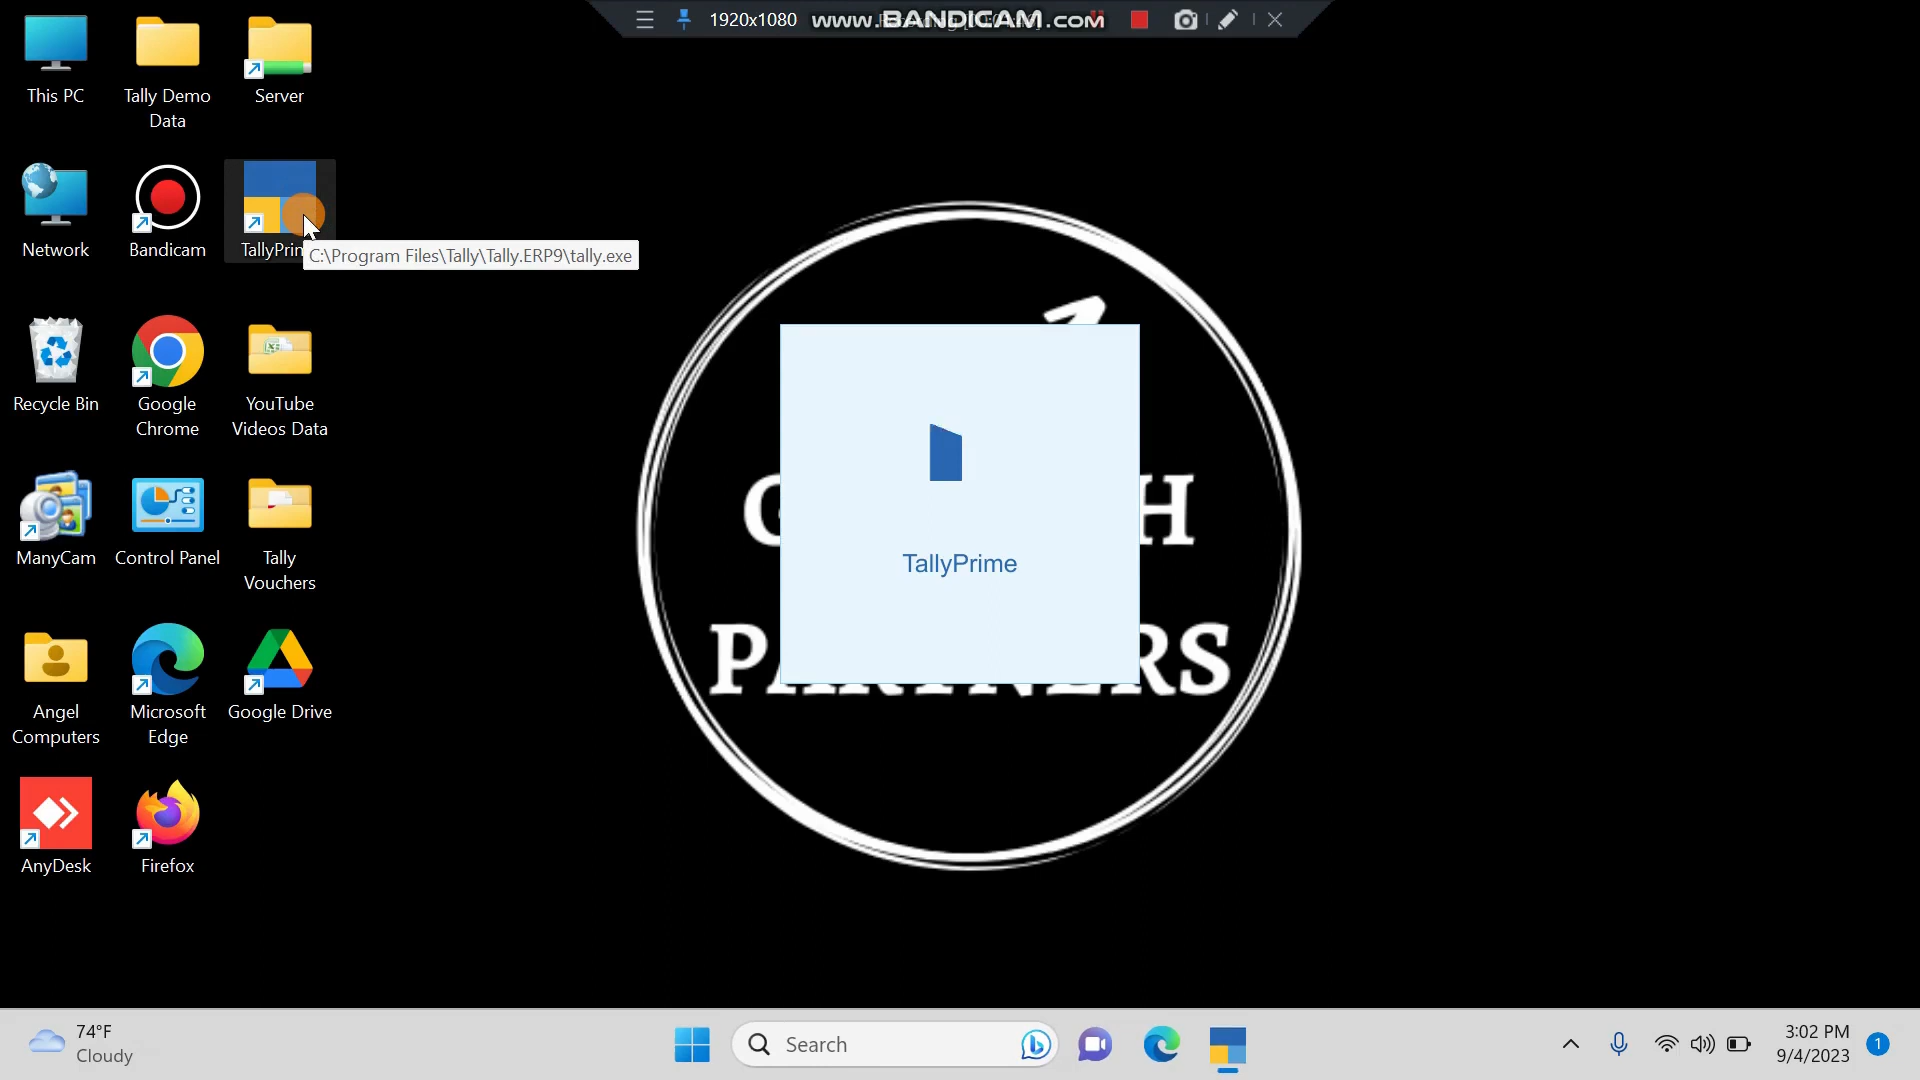 1920x1080
www.BANDICAM.com
This PC
Tally Demo
Data
Server
Network
Bandicam
TallyPrin
C:\Program Files\Tally\Tally.ERP9\tally.exe
Recycle Bin
Google
Chrome
YouTube
Videos Data
ManyCam
Control Panel
Tally
Vouchers
TallyPrime
H
P
RS
Angel
Computers
Microsoft
Edge
Google Drive
AnyDesk
Firefox
74°F
Cloudy
Search
3:02 PM
9/4/2023
1